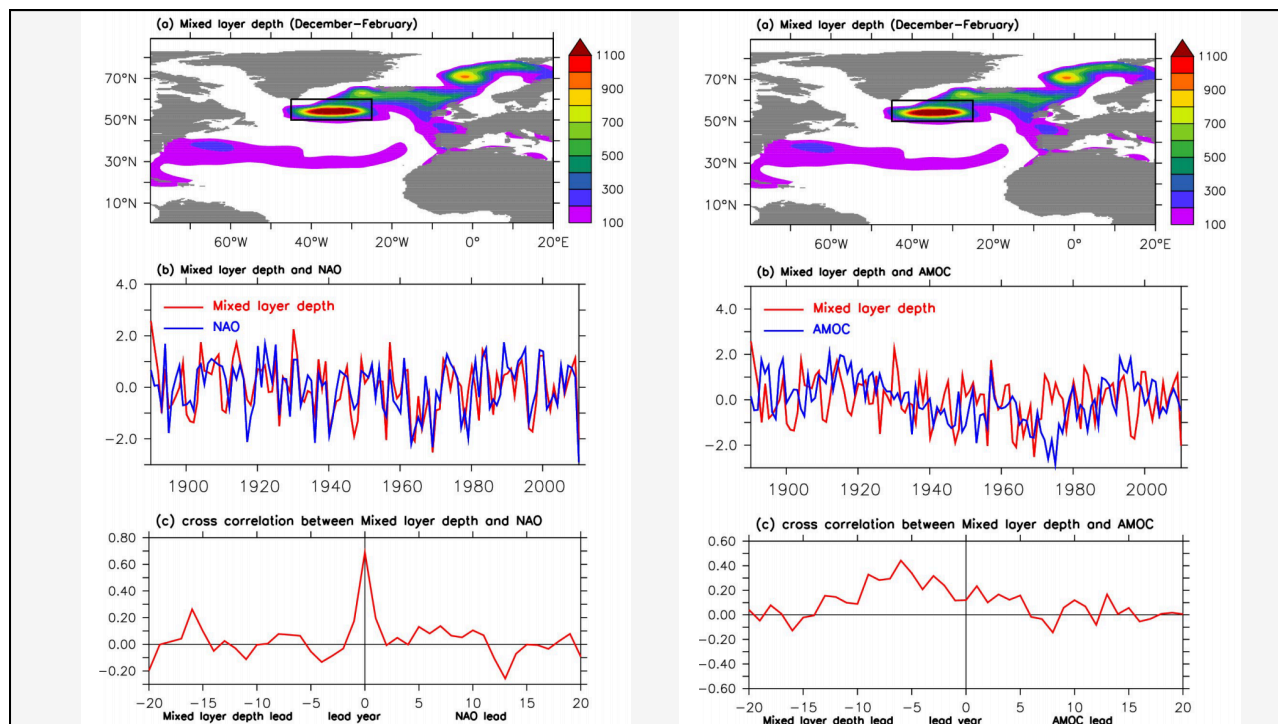 (a) Mixed layer depth (December–February)
70°N
50°N
30°N
10°N
60°W 40°W 20°W 0° 20°E
1100
900
700
500
300
100
(b) Mixed layer depth and NAO
4.0
2.0
0.0
−2.0
Mixed layer depth
NAO
1900 1920 1940 1960 1980 2000
(c) cross correlation between Mixed layer depth and NAO
0.80
0.60
0.40
0.20
0.00
−0.20
−20 −15 −10 −5 0 5 10 15 20
Mixed layer depth lead lead year NAO lead
(a) Mixed layer depth (December–February)
70°N
50°N
30°N
10°N
60°W 40°W 20°W 0° 20°E
1100
900
700
500
300
100
(b) Mixed layer depth and AMOC
4.0
2.0
0.0
−2.0
Mixed layer depth
AMOC
1900 1920 1940 1960 1980 2000
(c) cross correlation between Mixed layer depth and AMOC
0.60
0.40
0.20
0.00
−0.20
−0.40
−0.60
−20 −15 −10 −5 0 5 10 15 20
Mixed layer depth lead lead year AMOC lead